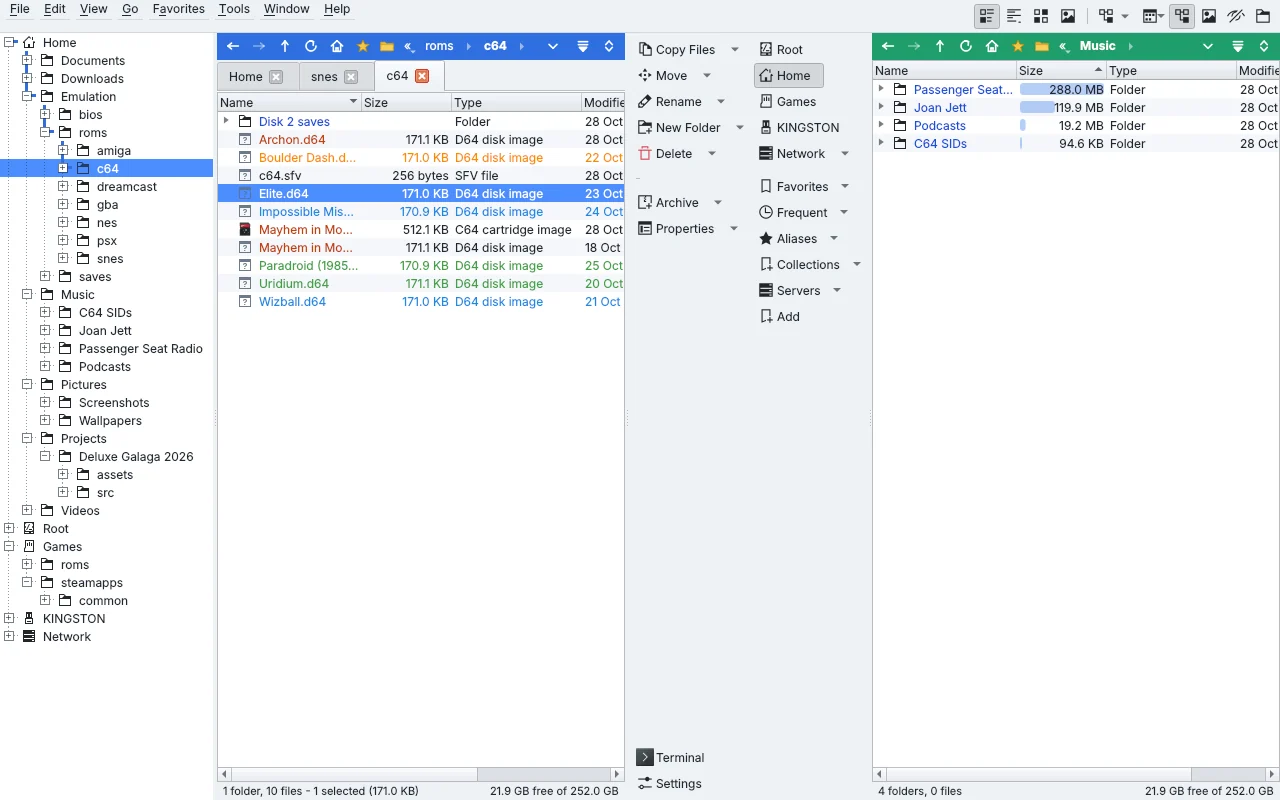 File Edit View Go Favorites Tools Window Help
Home
Documents
Downloads
Emulation
bios
roms
amiga
c64
dreamcast
gba
nes
psx
snes
saves
Music
C64 SIDs
Joan Jett
Passenger Seat Radio
Podcasts
Pictures
Screenshots
Wallpapers
Projects
Deluxe Galaga 2026
assets
src
Videos
Root
Games
roms
steamapps
common
KINGSTON
Network
« roms c64
Home snes c64
Name Size Type Modifie
Disk 2 saves Folder 28 Oct
Archon.d64 171.1 KB D64 disk image 28 Oct
Boulder Dash.d... 171.0 KB D64 disk image 22 Oct
c64.sfv 256 bytes SFV file 28 Oct
Elite.d64 171.0 KB D64 disk image 23 Oct
Impossible Mis... 170.9 KB D64 disk image 24 Oct
Mayhem in Mo... 512.1 KB C64 cartridge image 28 Oct
Mayhem in Mo... 171.1 KB D64 disk image 18 Oct
Paradroid (1985... 170.9 KB D64 disk image 25 Oct
Uridium.d64 171.1 KB D64 disk image 20 Oct
Wizball.d64 171.0 KB D64 disk image 21 Oct
1 folder, 10 files - 1 selected (171.0 KB) 21.9 GB free of 252.0 GB
Copy Files
Move
Rename
New Folder
Delete
Archive
Properties
Terminal
Settings
Root
Home
Games
KINGSTON
Network
Favorites
Frequent
Aliases
Collections
Servers
Add
« Music
Name Size Type Modifie
Passenger Seat... 288.0 MB Folder 28 Oct
Joan Jett 119.9 MB Folder 28 Oct
Podcasts 19.2 MB Folder 28 Oct
C64 SIDs 94.6 KB Folder 28 Oct
4 folders, 0 files 21.9 GB free of 252.0 GB